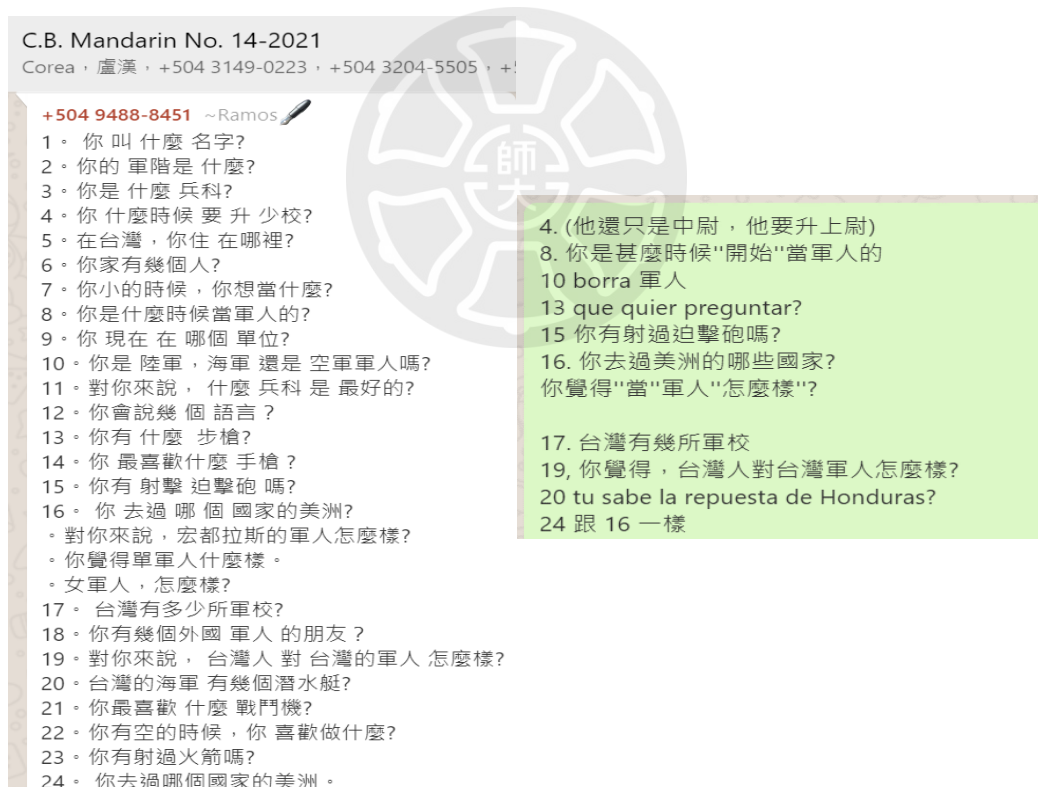 C.B. Mandarin No. 14-2021
Corea，盧漢，+504 3149-0223，+504 3204-5505，+5
+504 9488-8451 ~Ramos🖌️
1。 你 叫 什麼 名字?
2。你的 軍階是 什麼?
3。你是 什麼 兵科?
4。你 什麼時候 要 升 少校?
5。在台灣，你住 在哪裡?
6。你家有幾個人?
7。你小的時候，你想當什麼?
8。你是什麼時候當軍人的?
9。你 現在 在 哪個 單位?
10。你是 陸軍，海軍 還是 空軍軍人嗎?
11。對你來說， 什麼 兵科 是 最好的?
12。你會說幾 個 語言？
13。你有 什麼 步槍?
14。你 最喜歡什麼 手槍？
15。你有 射擊 迫擊砲 嗎?
16。 你 去過 哪 個 國家的美洲?
。對你來說，宏都拉斯的軍人怎麼樣?
。你覺得單軍人什麼樣。
。女軍人，怎麼樣?
17。 台灣有多少所軍校?
18。你有幾個外國 軍人 的朋友？
19。對你來說， 台灣人 對 台灣的軍人 怎麼樣?
20。台灣的海軍 有幾個潛水艇?
21。你最喜歡 什麼 戰鬥機?
22。你有空的時候，你 喜歡做什麼?
23。你有射過火箭嗎?
24。 你去過哪個國家的美洲。
師大
4. (他還只是中尉，他要升上尉)
8. 你是甚麼時候"開始"當軍人的
10 borra 軍人
13 que quier preguntar?
15 你有射過迫擊砲嗎?
16. 你去過美洲的哪些國家?
你覺得"當"軍人"怎麼樣"?
17. 台灣有幾所軍校
19, 你覺得，台灣人對台灣軍人怎麼樣?
20 tu sabe la repuesta de Honduras?
24 跟 16 一樣